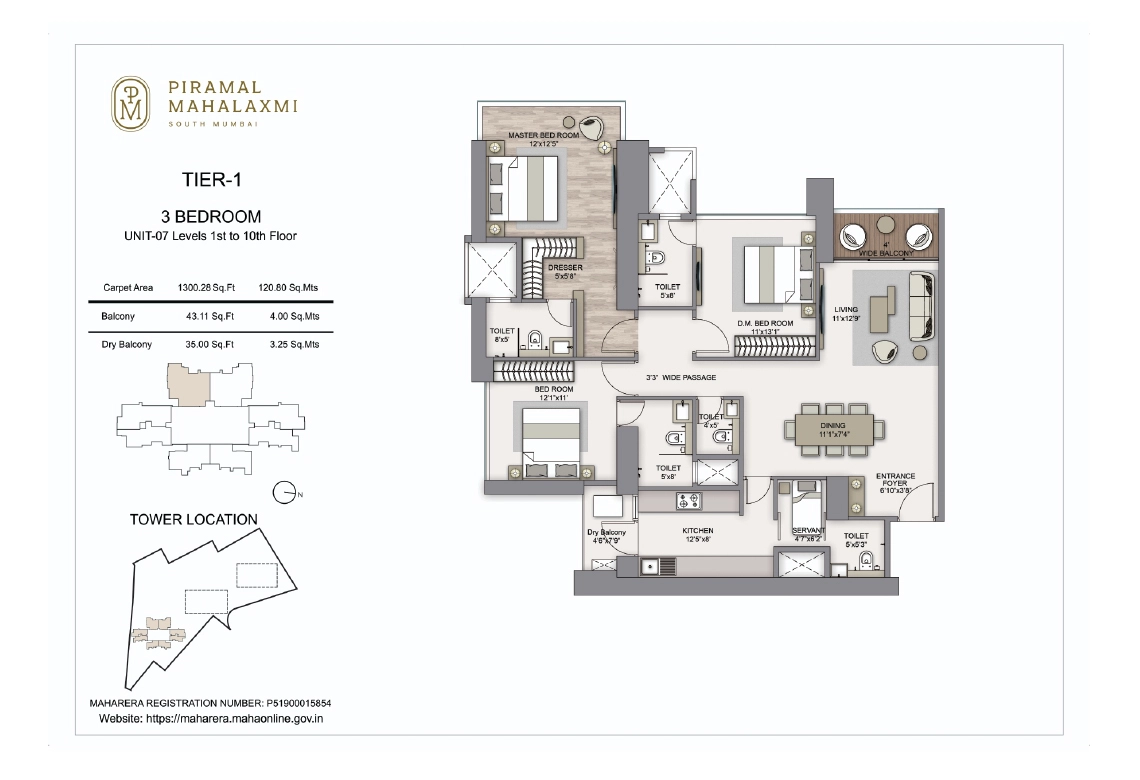 PM
PIRAMAL
MAHALAXMI
SOUTH MUMBAI
TIER-1
3 BEDROOM
UNIT-07 Levels 1st to 10th Floor
Carpet Area 1300.28 Sq.Ft 120.80 Sq.Mts
Balcony 43.11 Sq.Ft 4.00 Sq.Mts
Dry Balcony 35.00 Sq.Ft 3.25 Sq.Mts
N
TOWER LOCATION
MAHARERA REGISTRATION NUMBER: P51900015854
Website: https://maharera.mahaonline.gov.in
MASTER BED ROOM
12'x12'5"
DRESSER
5'x5'8"
TOILET
8'x5'
TOILET
5'x8'
D.M. BED ROOM
11'x13'1"
4'
WIDE BALCONY
LIVING
11'x12'9"
3'3" WIDE PASSAGE
BED ROOM
12'1"x11'
TOILET
4'x5'
TOILET
5'x8'
DINING
11'1"x7'4"
ENTRANCE
FOYER
6'10"x3'8"
Dry Balcony
4'6"x7'9"
KITCHEN
12'5"x8'
SERVANT
4'7"x6'2"
TOILET
5'x5'3"